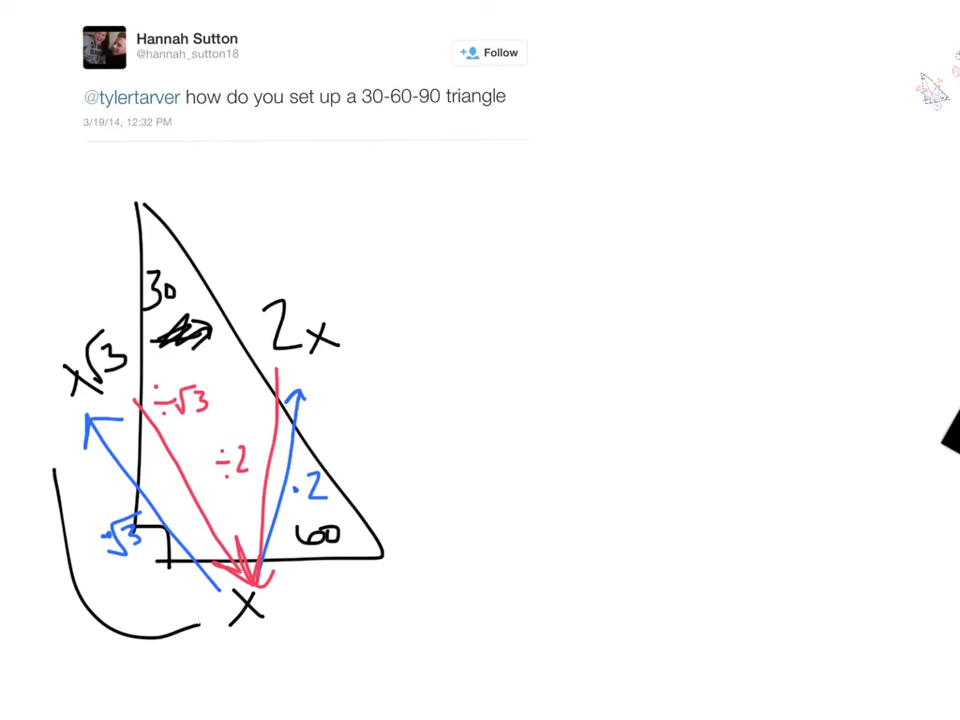 Hannah Sutton
@hannah_sutton18
Follow
@tylertarver how do you set up a 30-60-90 triangle
3/19/14, 12:32 PM
30
2x
x√3
÷√3
÷2
·2
·√3
60
x